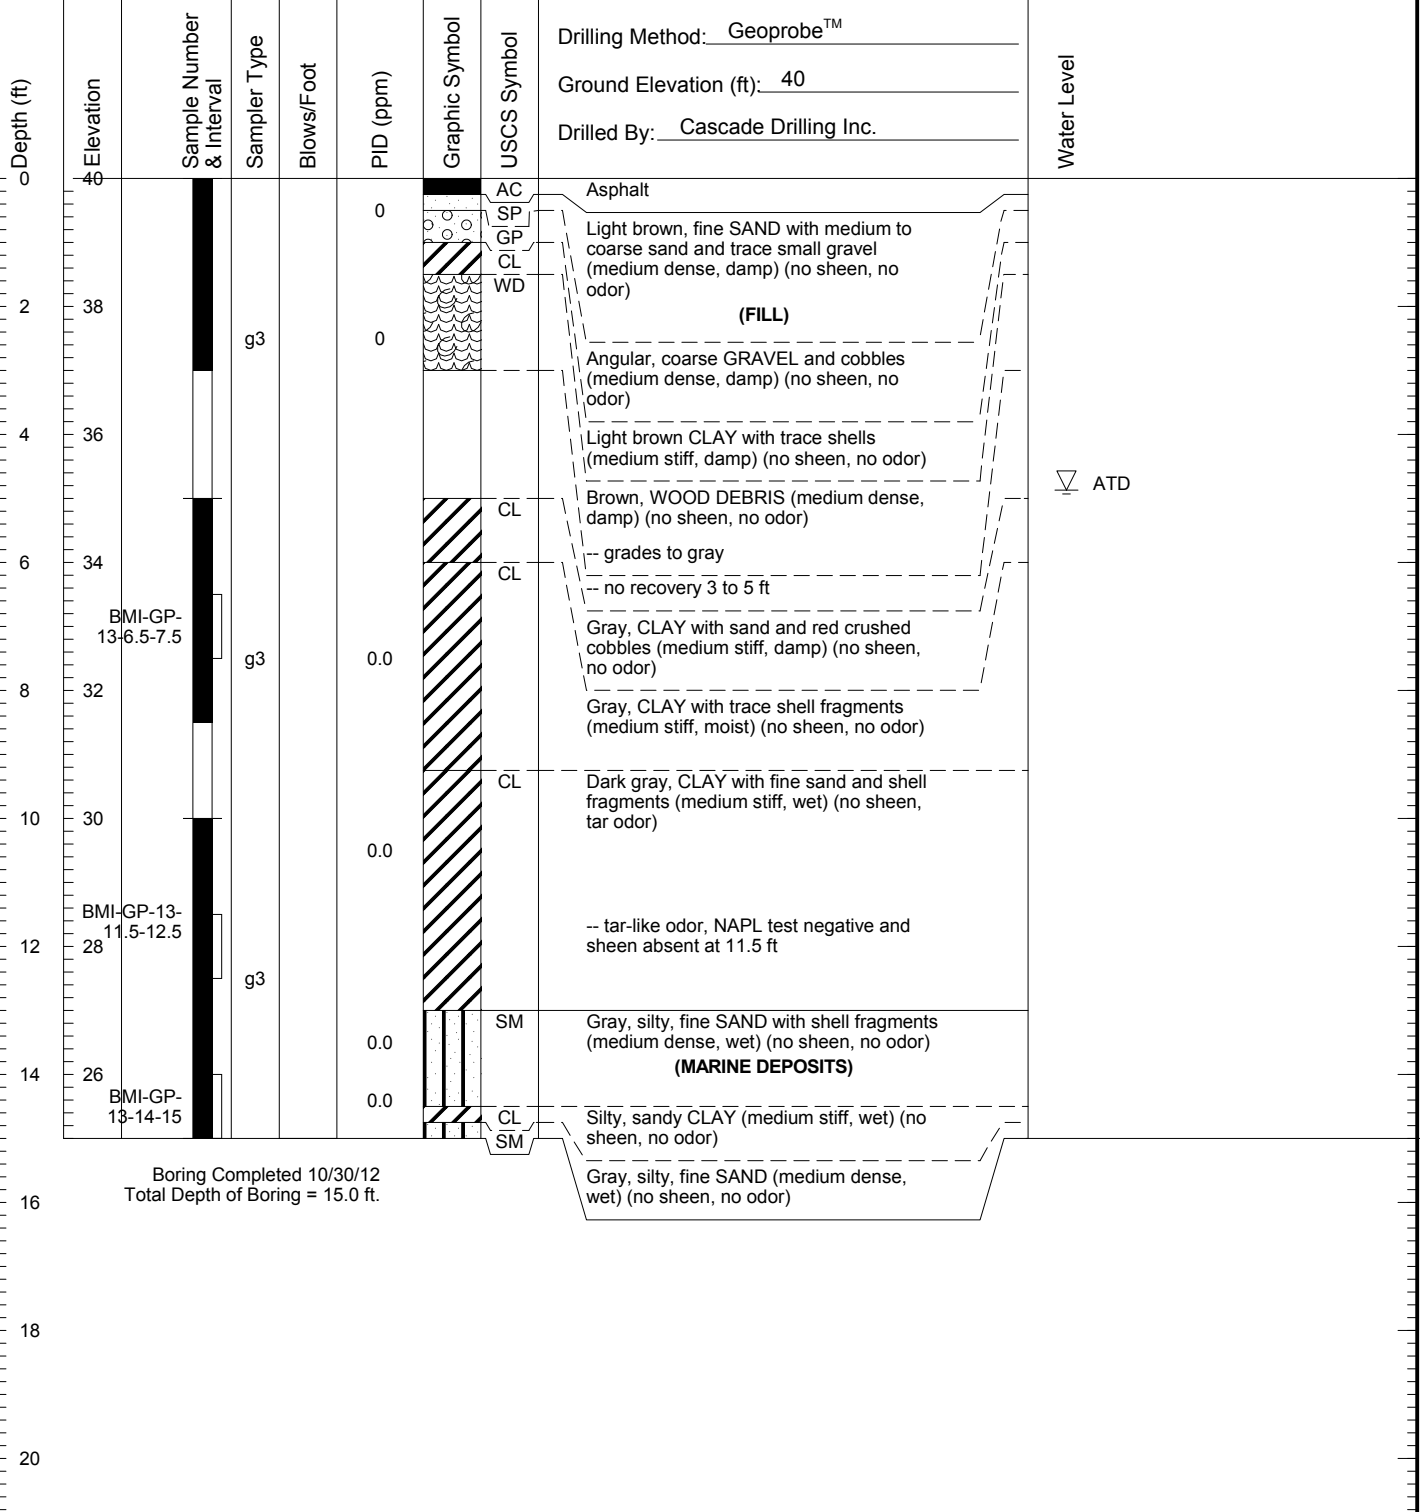 Drilling Method: Geoprobe™
Ground Elevation (ft): 40
Drilled By: Cascade Drilling Inc.
Depth (ft)
Elevation
Sample Number
& Interval
Sampler Type
Blows/Foot
PID (ppm)
Graphic Symbol
USCS Symbol
Water Level
0
2
4
6
8
10
12
14
16
18
20
40
38
36
34
32
30
28
26
BMI-GP-
13-6.5-7.5
BMI-GP-13-
11.5-12.5
BMI-GP-
13-14-15
g3
g3
g3
0
0
0.0
0.0
0.0
0.0
AC
SP
GP
CL
WD
CL
CL
CL
SM
CL
SM
Asphalt
Light brown, fine SAND with medium to
coarse sand and trace small gravel
(medium dense, damp) (no sheen, no
odor)
(FILL)
Angular, coarse GRAVEL and cobbles
(medium dense, damp) (no sheen, no
odor)
Light brown CLAY with trace shells
(medium stiff, damp) (no sheen, no odor)
Brown, WOOD DEBRIS (medium dense,
damp) (no sheen, no odor)
-- grades to gray
-- no recovery 3 to 5 ft
Gray, CLAY with sand and red crushed
cobbles (medium stiff, damp) (no sheen,
no odor)
Gray, CLAY with trace shell fragments
(medium stiff, moist) (no sheen, no odor)
Dark gray, CLAY with fine sand and shell
fragments (medium stiff, wet) (no sheen,
tar odor)
-- tar-like odor, NAPL test negative and
sheen absent at 11.5 ft
Gray, silty, fine SAND with shell fragments
(medium dense, wet) (no sheen, no odor)
(MARINE DEPOSITS)
Silty, sandy CLAY (medium stiff, wet) (no
sheen, no odor)
Gray, silty, fine SAND (medium dense,
wet) (no sheen, no odor)
ATD
Boring Completed 10/30/12
Total Depth of Boring = 15.0 ft.